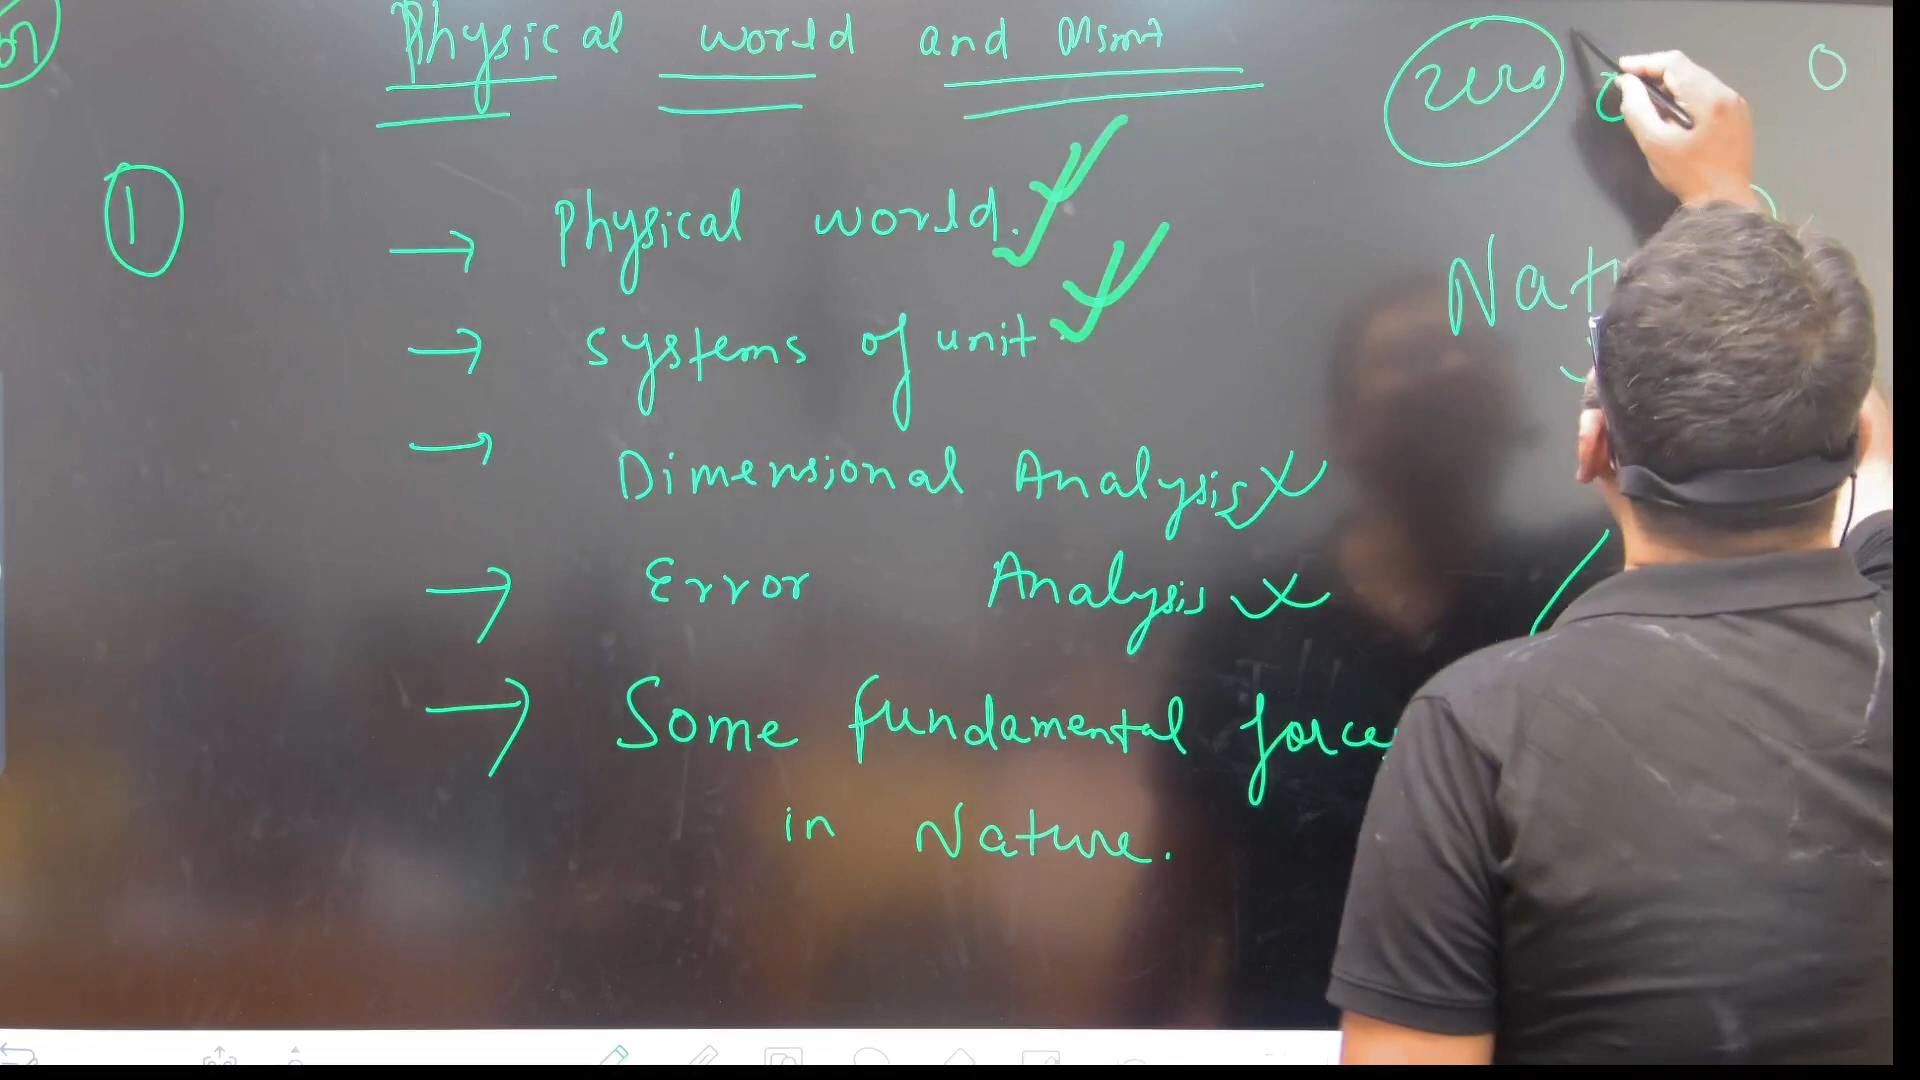 Physical world and Msmt
zero
0
1
→ Physical world.
→ systems of unit
→ Dimensional Analysis
→ Error Analysis
→ Some fundamental force
in Nature.